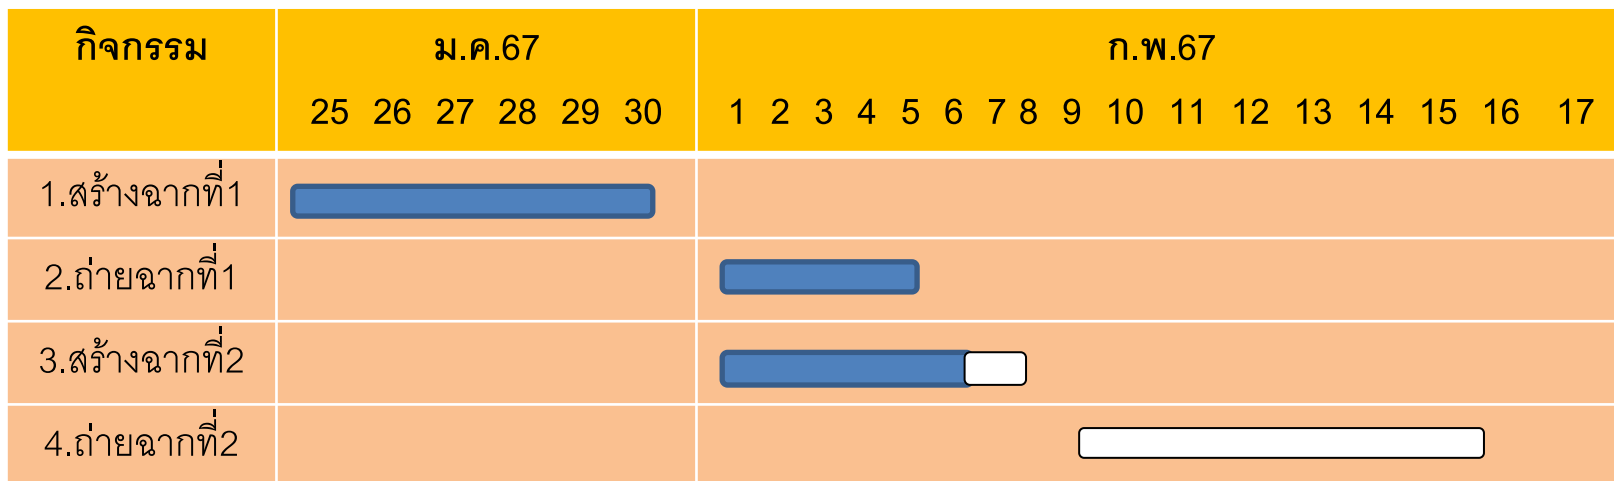 กิจกรรม ม.ค.67 ก.พ.67
25 26 27 28 29 30 1 2 3 4 5 6 7 8 9 10 11 12 13 14 15 16 17
1.สร้างฉากที่1
2.ถ่ายฉากที่1
3.สร้างฉากที่2
4.ถ่ายฉากที่2